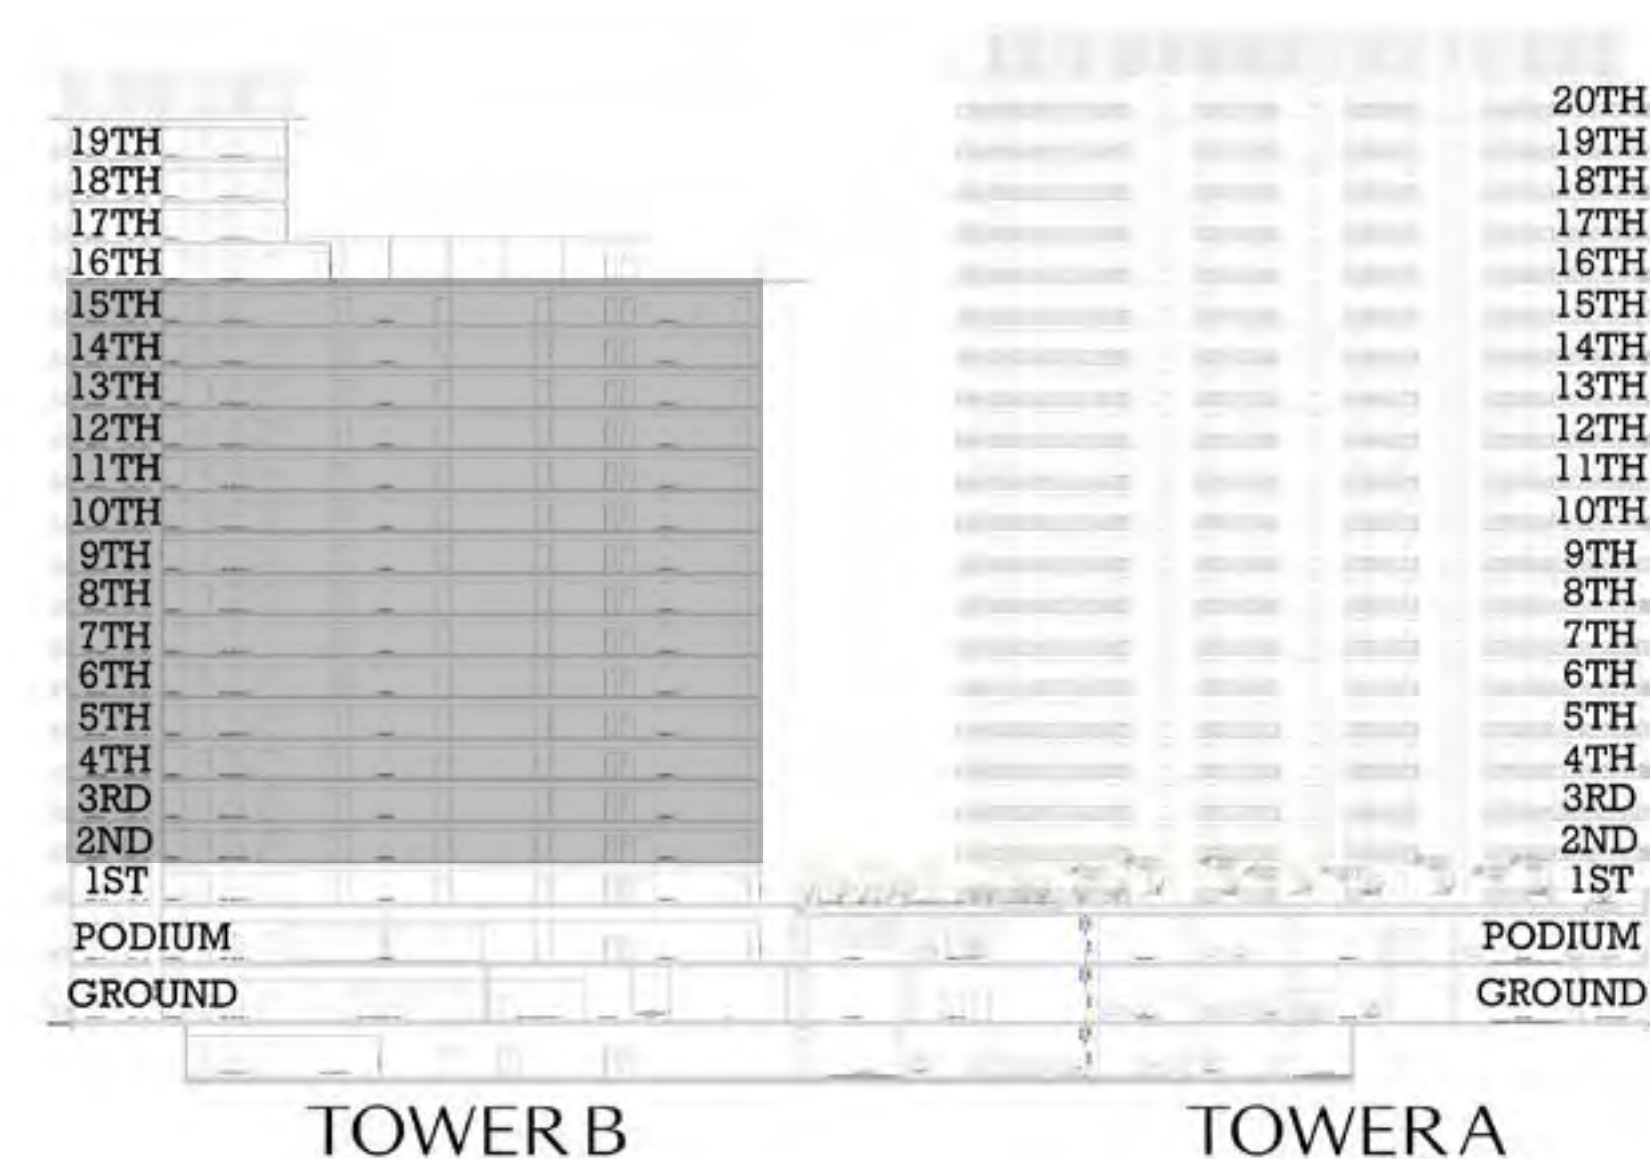 20TH
19TH 19TH
18TH 18TH
17TH 17TH
16TH 16TH
15TH 15TH
14TH 14TH
13TH 13TH
12TH 12TH
11TH 11TH
10TH 10TH
9TH 9TH
8TH 8TH
7TH 7TH
6TH 6TH
5TH 5TH
4TH 4TH
3RD 3RD
2ND 2ND
1ST 1ST
PODIUM PODIUM
GROUND GROUND
TOWER B TOWER A